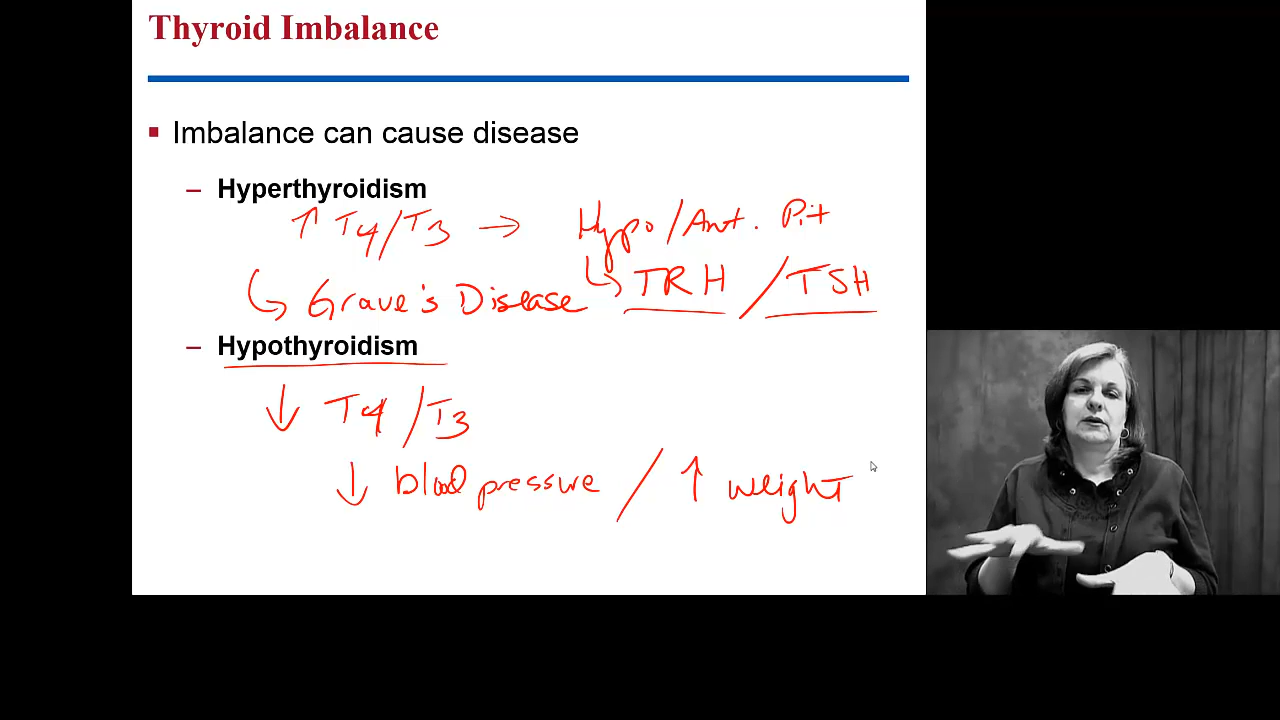 Thyroid Imbalance
▪ Imbalance can cause disease
– Hyperthyroidism
↑ T4/T3 → Hypo/Ant. Pit
↳ Grave's Disease ↳ TRH / TSH
– Hypothyroidism
↓ T4/T3
↓ blood pressure / ↑ weight